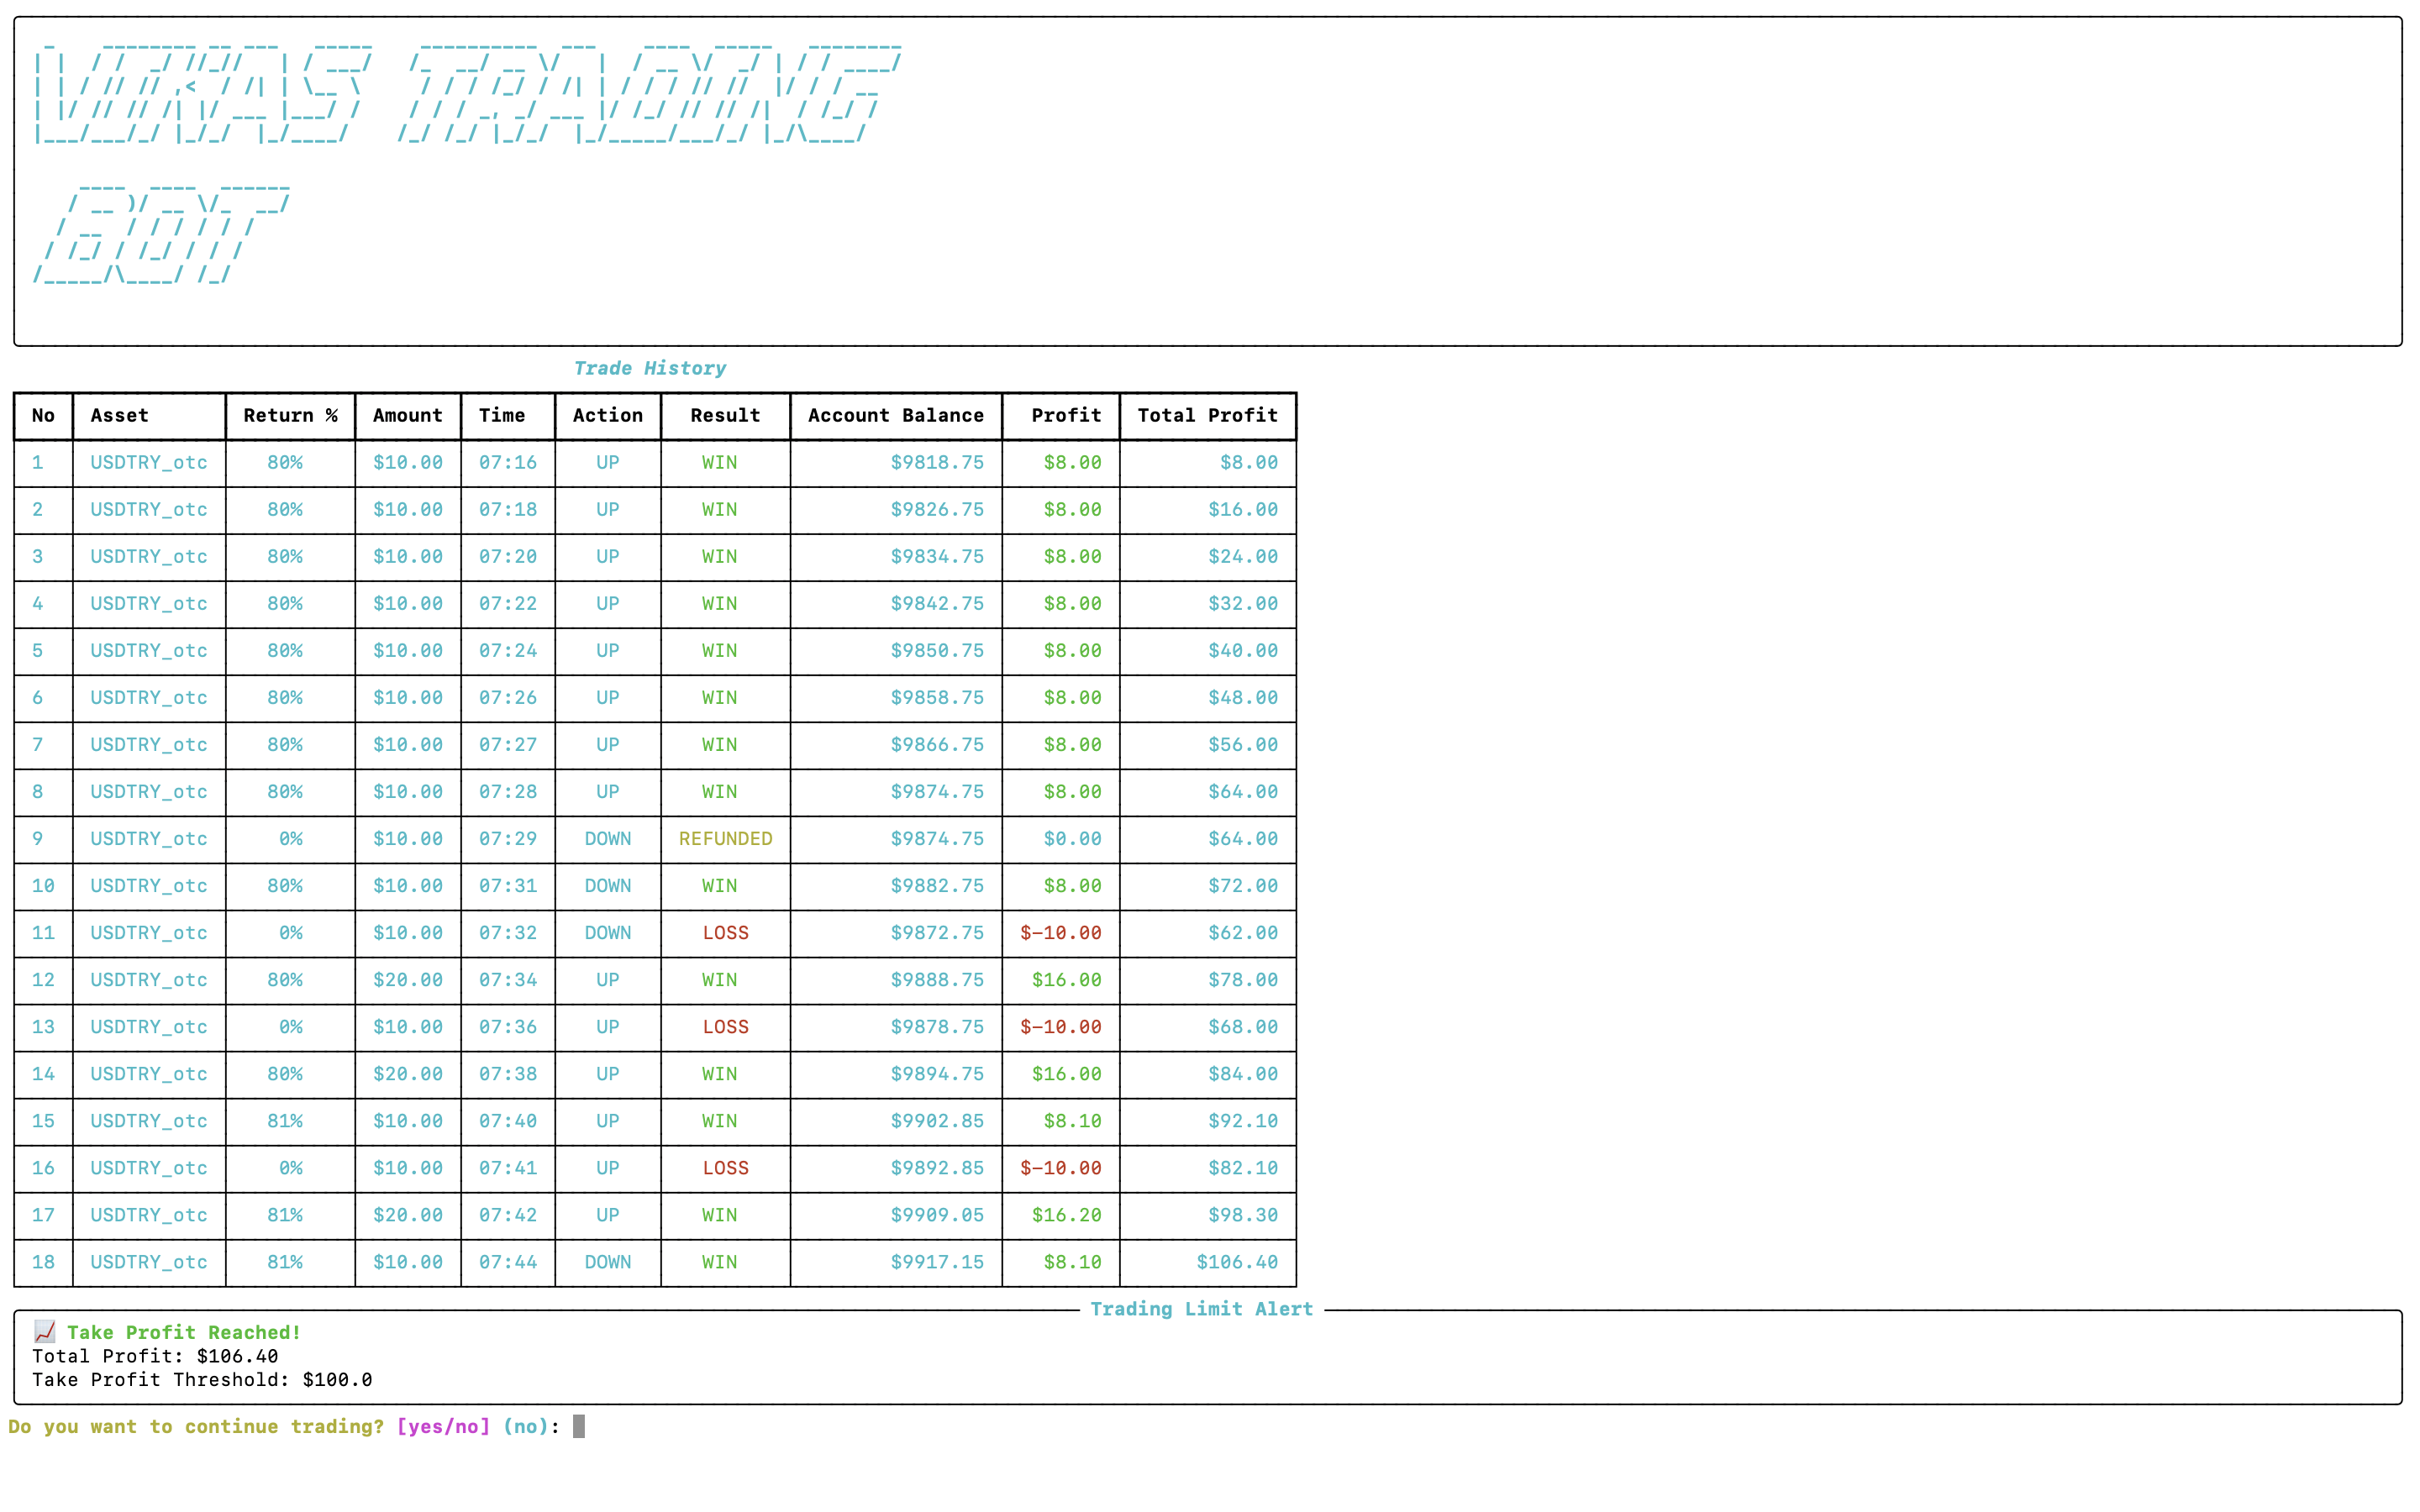 VIKAS TRADING
BOT
Trade History
No Asset Return % Amount Time Action Result Account Balance Profit Total Profit
1 USDTRY_otc 80% $10.00 07:16 UP WIN $9818.75 $8.00 $8.00
2 USDTRY_otc 80% $10.00 07:18 UP WIN $9826.75 $8.00 $16.00
3 USDTRY_otc 80% $10.00 07:20 UP WIN $9834.75 $8.00 $24.00
4 USDTRY_otc 80% $10.00 07:22 UP WIN $9842.75 $8.00 $32.00
5 USDTRY_otc 80% $10.00 07:24 UP WIN $9850.75 $8.00 $40.00
6 USDTRY_otc 80% $10.00 07:26 UP WIN $9858.75 $8.00 $48.00
7 USDTRY_otc 80% $10.00 07:27 UP WIN $9866.75 $8.00 $56.00
8 USDTRY_otc 80% $10.00 07:28 UP WIN $9874.75 $8.00 $64.00
9 USDTRY_otc 0% $10.00 07:29 DOWN REFUNDED $9874.75 $0.00 $64.00
10 USDTRY_otc 80% $10.00 07:31 DOWN WIN $9882.75 $8.00 $72.00
11 USDTRY_otc 0% $10.00 07:32 DOWN LOSS $9872.75 $-10.00 $62.00
12 USDTRY_otc 80% $20.00 07:34 UP WIN $9888.75 $16.00 $78.00
13 USDTRY_otc 0% $10.00 07:36 UP LOSS $9878.75 $-10.00 $68.00
14 USDTRY_otc 80% $20.00 07:38 UP WIN $9894.75 $16.00 $84.00
15 USDTRY_otc 81% $10.00 07:40 UP WIN $9902.85 $8.10 $92.10
16 USDTRY_otc 0% $10.00 07:41 UP LOSS $9892.85 $-10.00 $82.10
17 USDTRY_otc 81% $20.00 07:42 UP WIN $9909.05 $16.20 $98.30
18 USDTRY_otc 81% $10.00 07:44 DOWN WIN $9917.15 $8.10 $106.40
Trading Limit Alert
📈 Take Profit Reached!
Total Profit: $106.40
Take Profit Threshold: $100.0
Do you want to continue trading? [yes/no] (no):